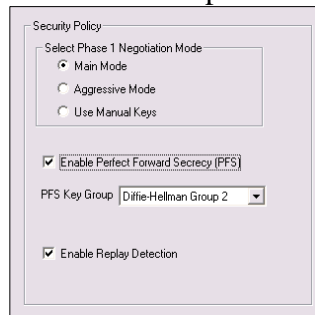 Security Policy
Select Phase 1 Negotiation Mode
Main Mode
Aggressive Mode
Use Manual Keys
Enable Perfect Forward Secrecy (PFS)
PFS Key Group Diffie-Hellman Group 2
Enable Replay Detection